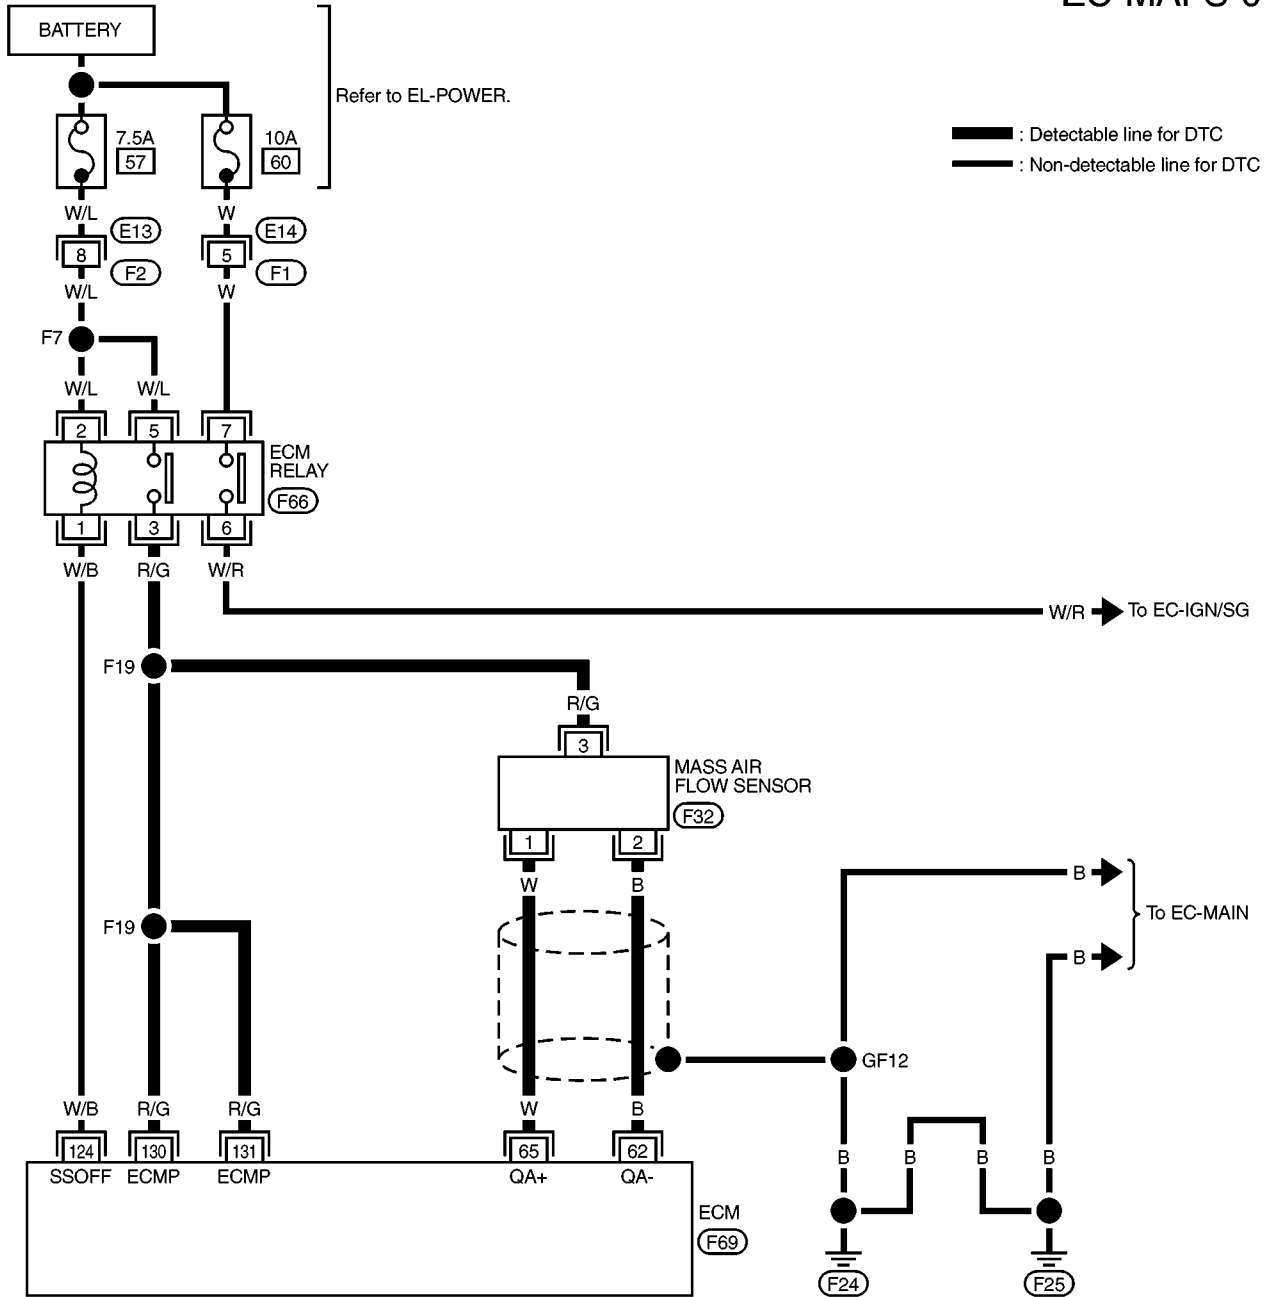 BATTERY
Refer to EL-POWER.
7.5A
57
10A
60
: Detectable line for DTC
: Non-detectable line for DTC
W/L
W
E13
E14
8
5
F2
F1
W/L
W
F7
W/L
W/L
2
5
7
ECM
RELAY
F66
1
3
6
W/B
R/G
W/R
W/R
To EC-IGN/SG
F19
R/G
3
MASS AIR
FLOW SENSOR
F32
1
2
W
B
B
To EC-MAIN
F19
B
GF12
W/B
R/G
R/G
W
B
124
130
131
65
62
SSOFF
ECMP
ECMP
QA+
QA-
B
B
B
B
ECM
F69
F24
F25